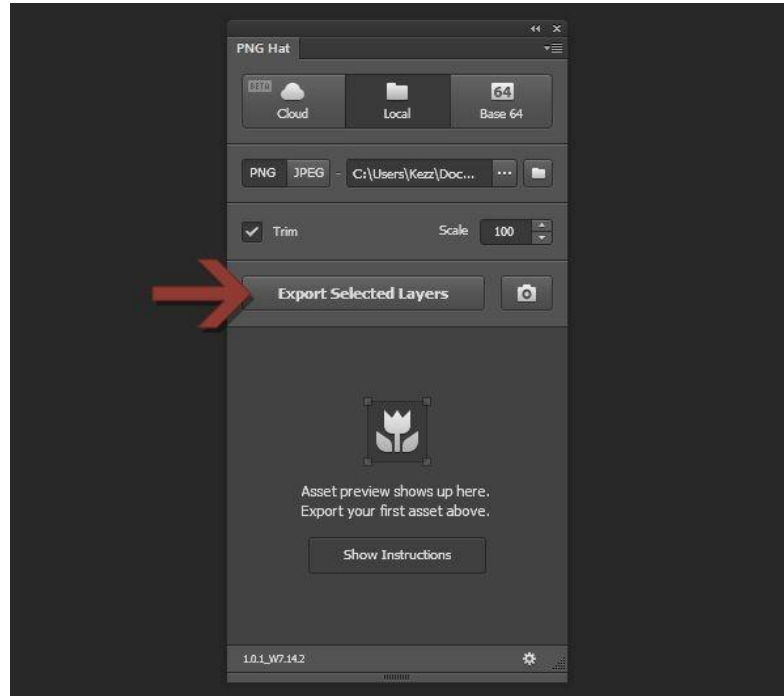 PNG Hat
BETA
Cloud
Local
64
Base 64
PNG JPEG - C:\Users\Kezz\Doc... ...
Trim
Scale 100
Export Selected Layers
Asset preview shows up here.
Export your first asset above.
Show Instructions
1.0.1_W7.14.2